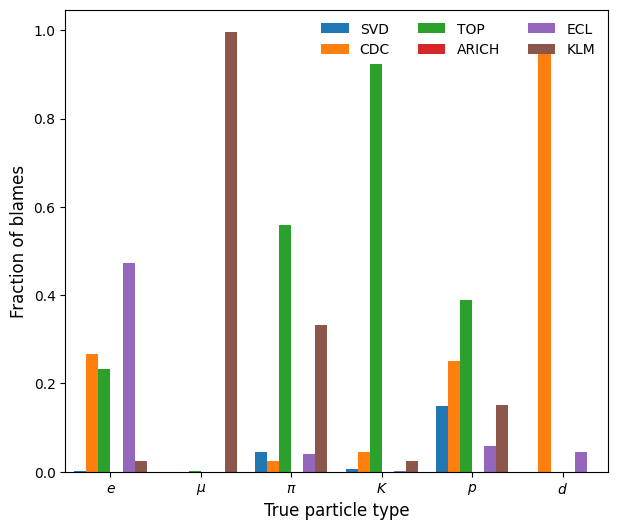 SVD TOP ECL
CDC ARICH KLM
Fraction of blames
1.0
0.8
0.6
0.4
0.2
0.0
e μ π K p d
True particle type